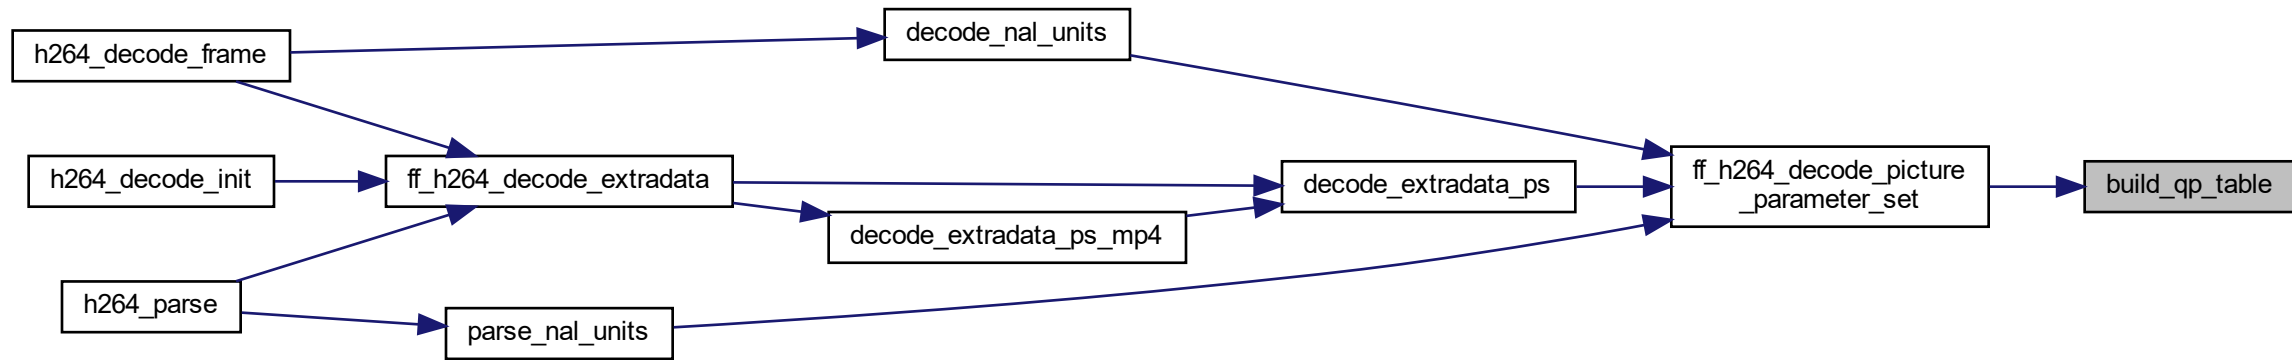 h264_decode_frame
decode_nal_units
h264_decode_init
ff_h264_decode_extradata
decode_extradata_ps
ff_h264_decode_picture
_parameter_set
build_qp_table
decode_extradata_ps_mp4
h264_parse
parse_nal_units